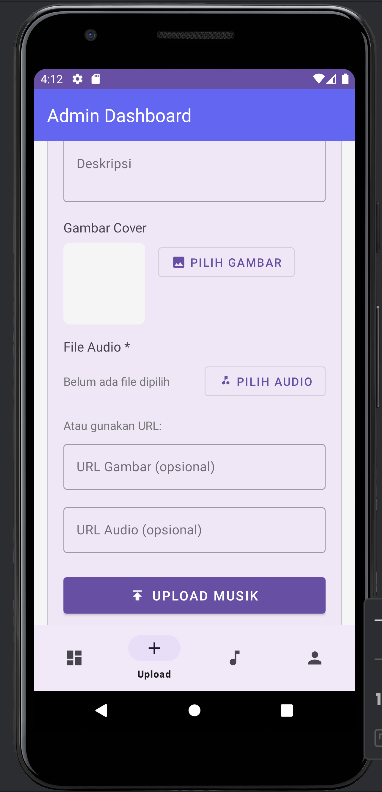 4:12
Admin Dashboard
Deskripsi
Gambar Cover
PILIH GAMBAR
File Audio *
Belum ada file dipilih
PILIH AUDIO
Atau gunakan URL:
URL Gambar (opsional)
URL Audio (opsional)
UPLOAD MUSIK
Upload